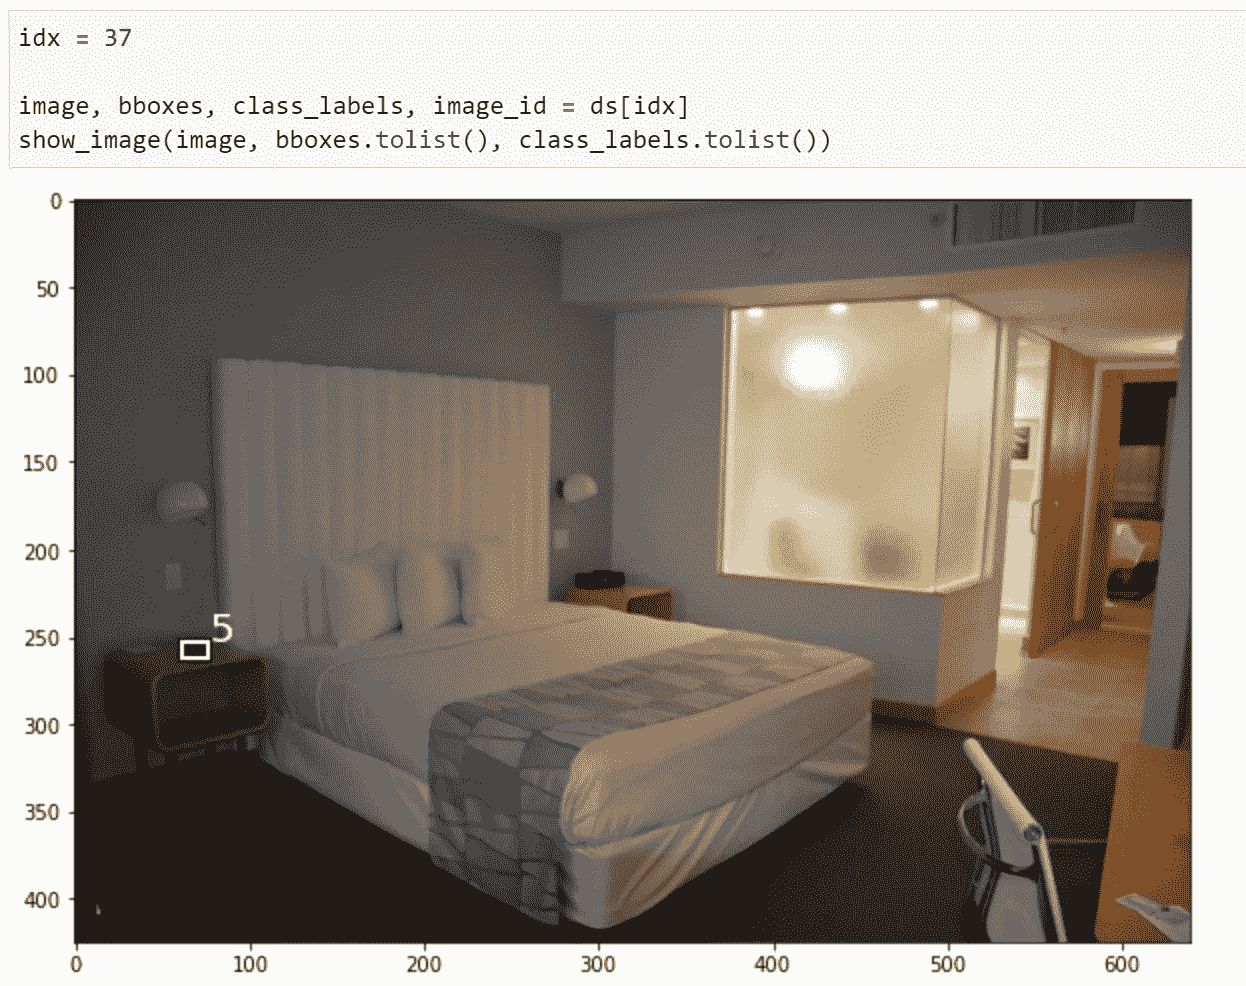 idx = 37
image, bboxes, class_labels, image_id = ds[idx]
show_image(image, bboxes.tolist(), class_labels.tolist())
0
50
100
150
200
250
300
350
400
5
0 100 200 300 400 500 600